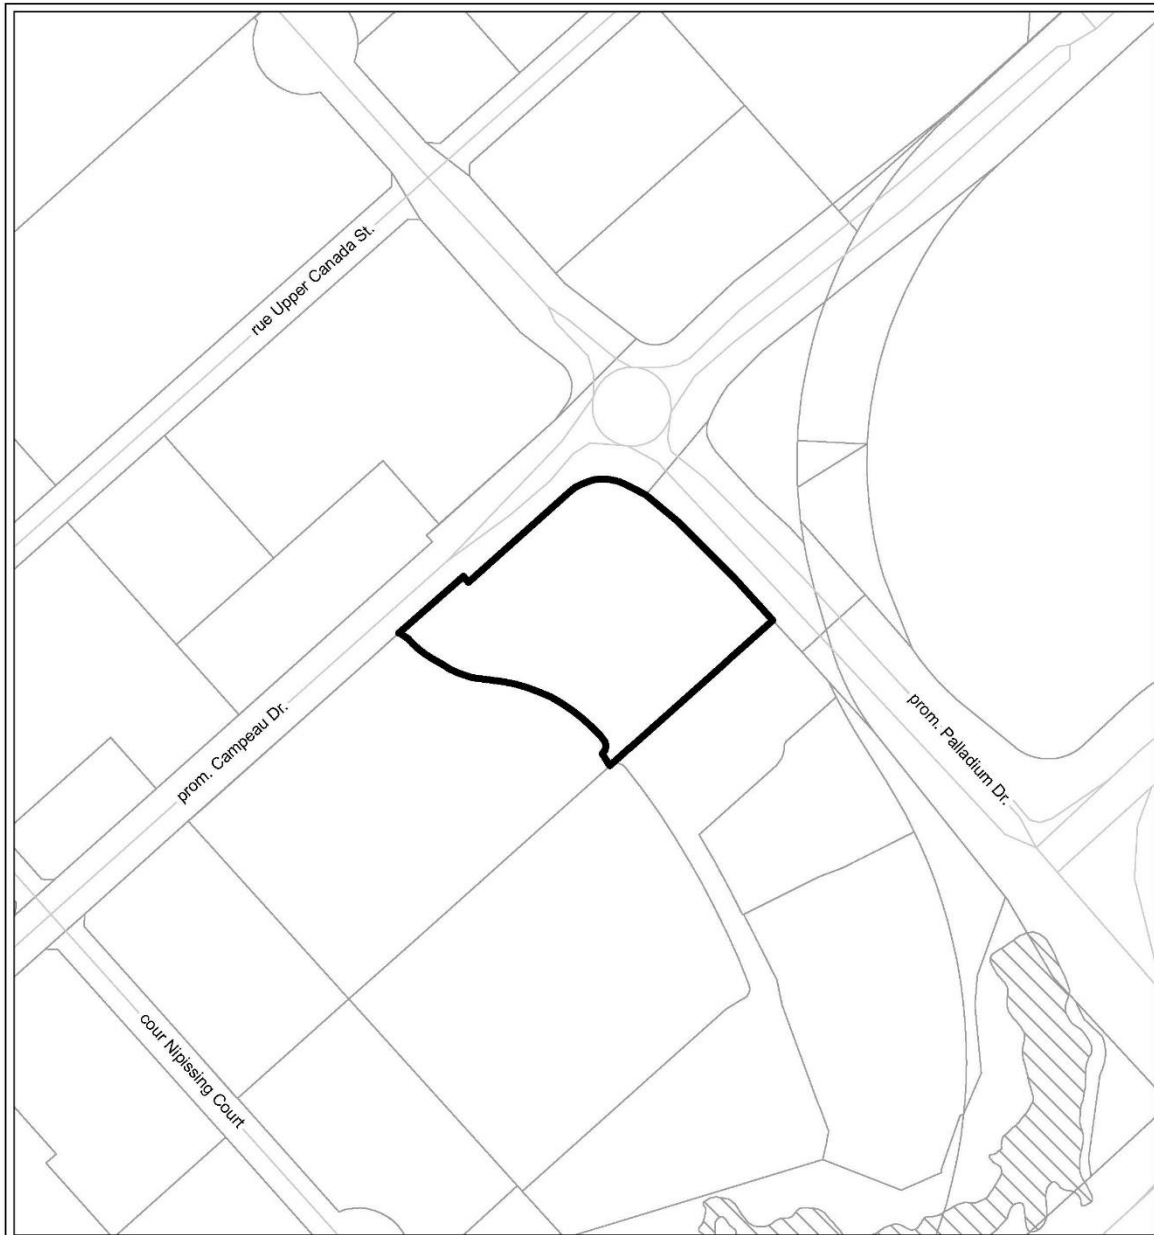 rue Upper Canada St.
prom. Campeau Dr.
prom. Palladium Dr.
cour Nipissing Court